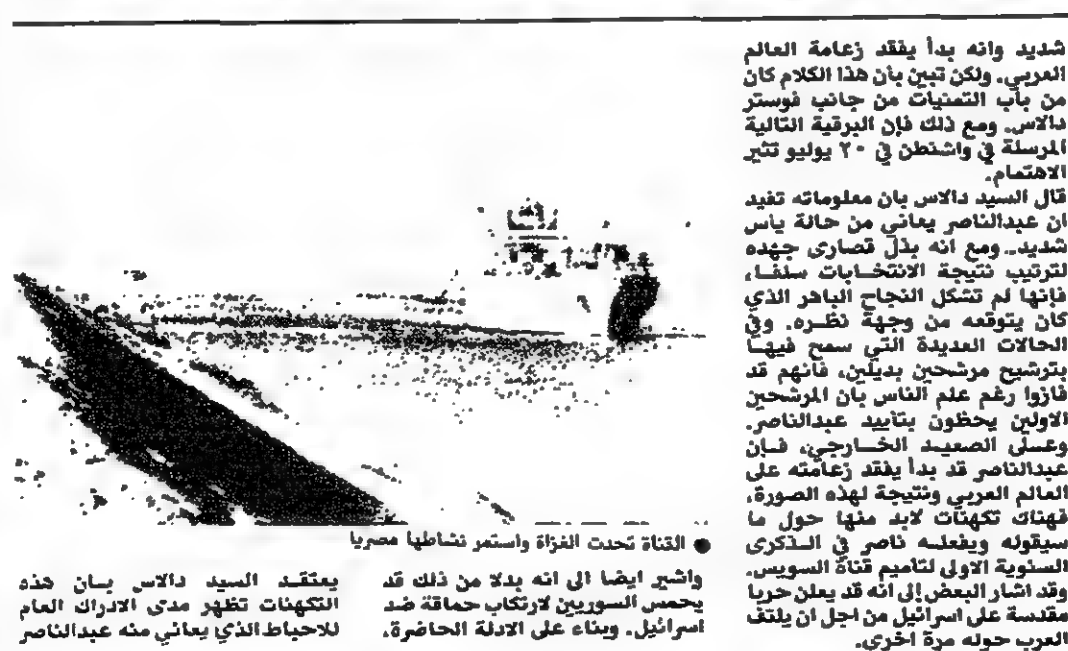 شديد وانه بدأ يفقد زعامة العالم
العربي. ولكن تبين بأن هذا الكلام كان
من باب التمنيات من جانب فوستر
دالاس. ومع ذلك فإن البرقية التالية
المرسلة في واشنطن في ٢٠ يوليو تثير
الاهتمام.
قال السيد دالاس بان معلوماته تفيد
ان عبدالناصر يعاني من حالة ياس
شديد.. ومع انه بذل قصارى جهده
لترتيب نتيجة الانتخابات سلفا،
فإنها لم تشكل النجاح الباهر الذي
كان يتوقعه من وجهة نظره. وفي
الحالات العديدة التي سمح فيها
بترشيح مرشحين بديلين، فانهم قد
فازوا رغم علم الناس بان المرشحين
الاولين يحظون بتأييد عبدالناصر.
وعلى الصعيد الخارجي، فإن
عبدالناصر قد بدأ يفقد زعامته على
العالم العربي ونتيجة لهذه الصورة،
فهناك تكهنات لابد منها حول ما
سيقوله ويفعله ناصر في الذكرى
السنوية الاولى لتأميم قناة السويس.
وقد اشار البعض إلى انه قد يعلن حربا
مقدسة على اسرائيل من اجل ان يلتف
العرب حوله مرة اخرى.
● القناة تحدت الغزاة واستمر نشاطها مصريا
واشير ايضا الى انه بدلا من ذلك قد
يحمس السوريين لارتكاب حماقة ضد
اسرائيل. وبناء على الادلة الحاضرة،
يعتقد السيد دالاس بان هذه
التكهنات تظهر مدى الادراك العام
للاحباط الذي يعاني منه عبدالناصر